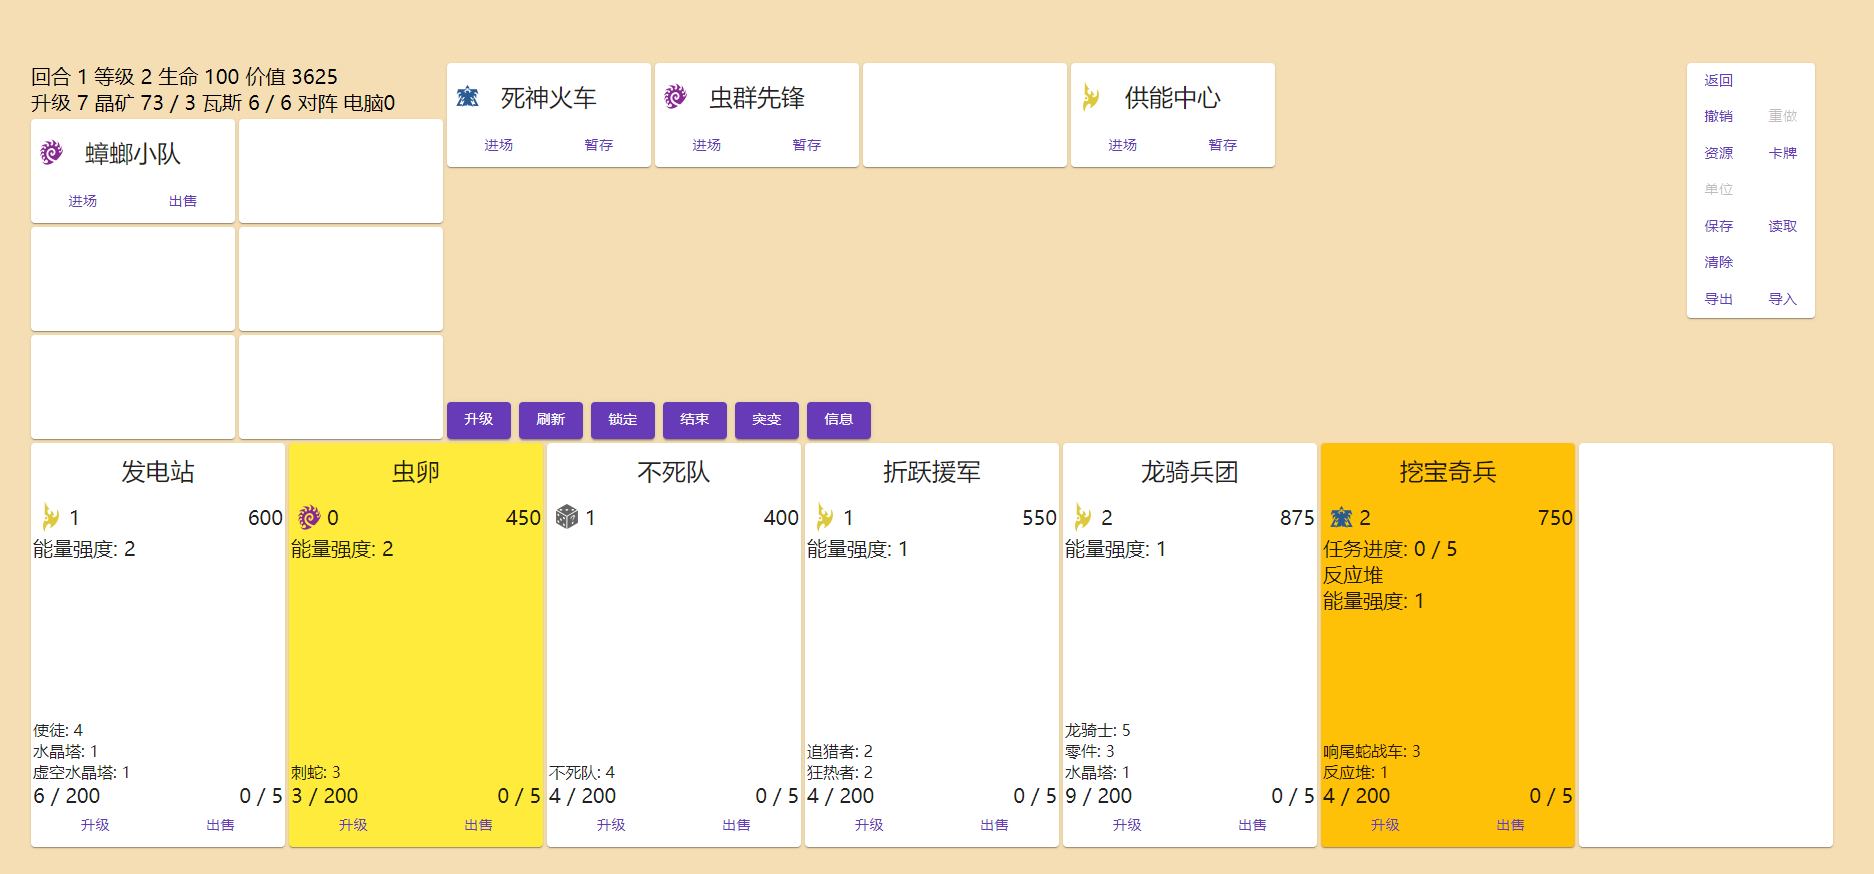 回合 1 等级 2 生命 100 价值 3625
升级 7 晶矿 73 / 3 瓦斯 6 / 6 对阵 电脑0
蟑螂小队
进场 出售
死神火车
进场 暂存
虫群先锋
进场 暂存
供能中心
进场 暂存
返回
撤销 重做
资源 卡牌
单位
保存 读取
清除
导出 导入
升级 刷新 锁定 结束 突变 信息
发电站
1 600
能量强度: 2
使徒: 4
水晶塔: 1
虚空水晶塔: 1
6 / 200 0 / 5
升级 出售
虫卵
0 450
能量强度: 2
刺蛇: 3
3 / 200 0 / 5
升级 出售
不死队
1 400
不死队: 4
4 / 200 0 / 5
升级 出售
折跃援军
1 550
能量强度: 1
追猎者: 2
狂热者: 2
4 / 200 0 / 5
升级 出售
龙骑兵团
2 875
能量强度: 1
龙骑士: 5
零件: 3
水晶塔: 1
9 / 200 0 / 5
升级 出售
挖宝奇兵
2 750
任务进度: 0 / 5
反应堆
能量强度: 1
响尾蛇战车: 3
反应堆: 1
4 / 200 0 / 5
升级 出售